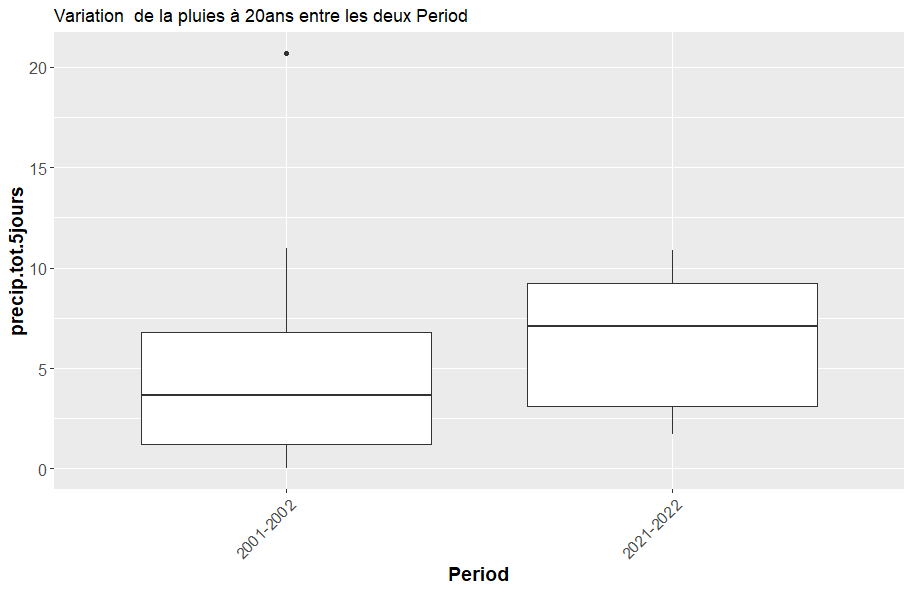 Variation  de la pluies à 20ans entre les deux Period
precip.tot.5jours
20
15
10
5
0
2001-2002
2021-2022
Period